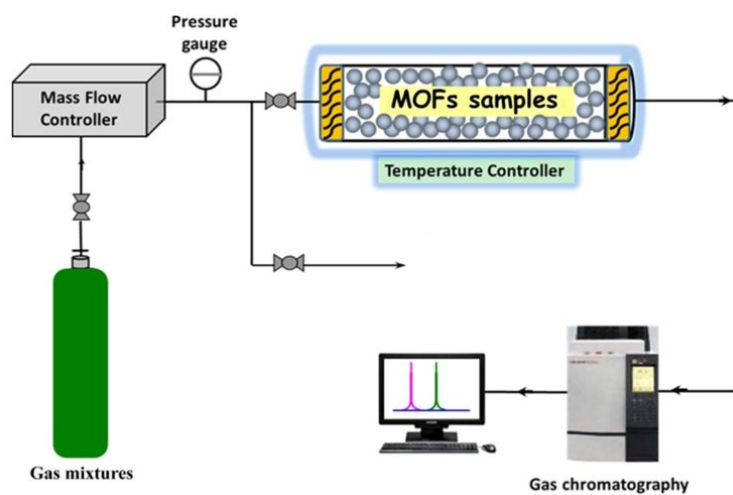 Pressure
gauge
Mass Flow
Controller
MOFs samples
Temperature Controller
Gas mixtures
Gas chromatography